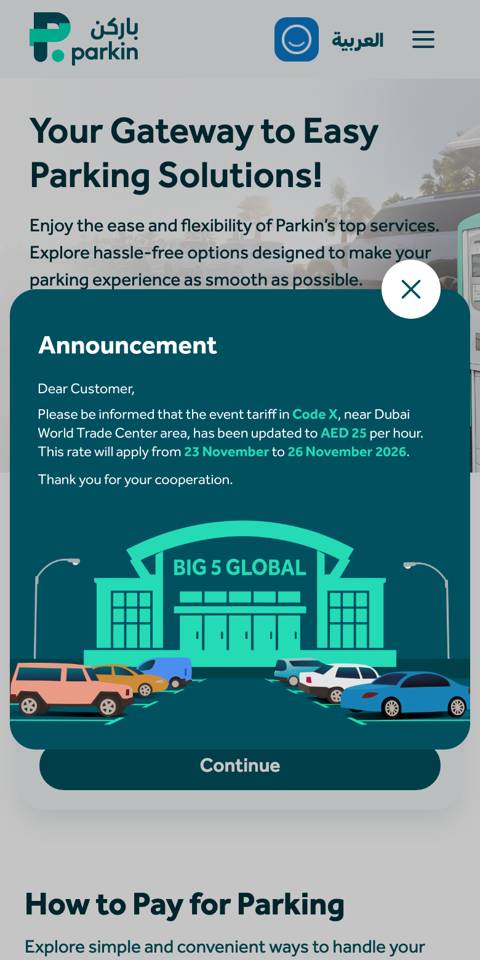 باركن
parkin
العربية
Your Gateway to Easy
Parking Solutions!
Enjoy the ease and flexibility of Parkin's top services.
Explore hassle-free options designed to make your
parking experience as smooth as possible.
Announcement
Dear Customer,
Please be informed that the event tariff in Code X, near Dubai
World Trade Center area, has been updated to AED 25 per hour.
This rate will apply from 23 November to 26 November 2026.
Thank you for your cooperation.
BIG 5 GLOBAL
Continue
How to Pay for Parking
Explore simple and convenient ways to handle your